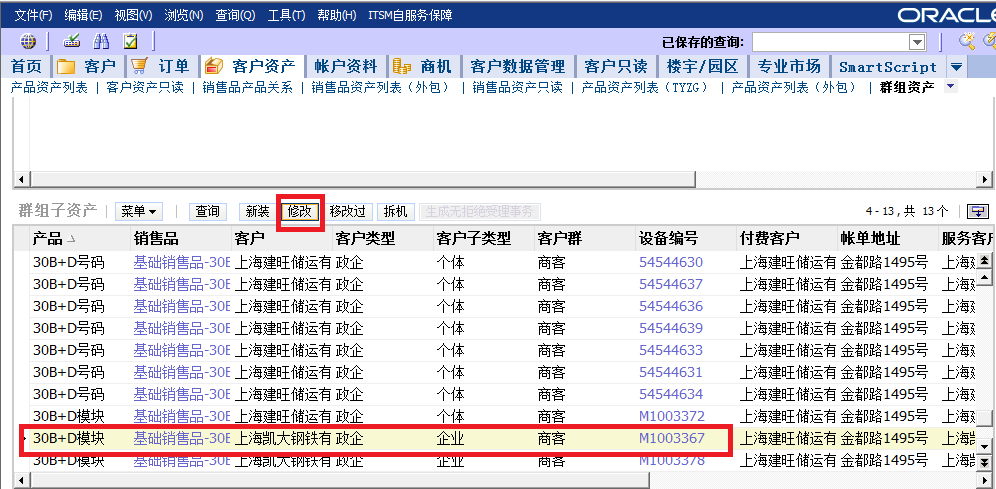 文件(F) 编辑(E) 视图(V) 浏览(N) 查询(Q) 工具(T) 帮助(H) ITSM自服务保障 ORACLE
已保存的查询:
首页 客户 订单 客户资产 帐户资料 商机 客户数据管理 客户只读 楼宇/园区 专业市场 SmartScript
产品资产列表 | 客户资产只读 | 销售品产品关系 | 销售品资产列表（外包） | 销售品资产只读 | 产品资产列表（TYZG） | 产品资产列表（外包） | 群组资产
群组子资产 | 菜单 | 查询 新装 修改 移改过 拆机 生成无拒绝受理事务 4 - 13 , 共 13 个
产品 销售品 客户 客户类型 客户子类型 客户群 设备编号 付费客户 帐单地址 服务客户
30B+D号码 基础销售品-30B 上海建旺储运有 政企 个体 商客 54544630 上海建旺储运有 金都路1495号 上海建
30B+D号码 基础销售品-30B 上海建旺储运有 政企 个体 商客 54544637 上海建旺储运有 金都路1495号 上海建
30B+D号码 基础销售品-30B 上海建旺储运有 政企 个体 商客 54544636 上海建旺储运有 金都路1495号 上海建
30B+D号码 基础销售品-30B 上海建旺储运有 政企 个体 商客 54544639 上海建旺储运有 金都路1495号 上海建
30B+D号码 基础销售品-30B 上海建旺储运有 政企 个体 商客 54544633 上海建旺储运有 金都路1495号 上海建
30B+D号码 基础销售品-30B 上海建旺储运有 政企 个体 商客 54544631 上海建旺储运有 金都路1495号 上海建
30B+D号码 基础销售品-30B 上海建旺储运有 政企 个体 商客 54544634 上海建旺储运有 金都路1495号 上海建
30B+D模块 基础销售品-30B 上海建旺储运有 政企 个体 商客 M1003372 上海建旺储运有 金都路1495号 上海建
30B+D模块 基础销售品-30B 上海凯大钢铁有 政企 企业 商客 M1003367 上海建旺储运有 金都路1495号 上海凯
30B+D模块 基础销售品-30B 上海凯大钢铁有 政企 企业 商客 M1003378 上海建旺储运有 金都路1495号 上海凯